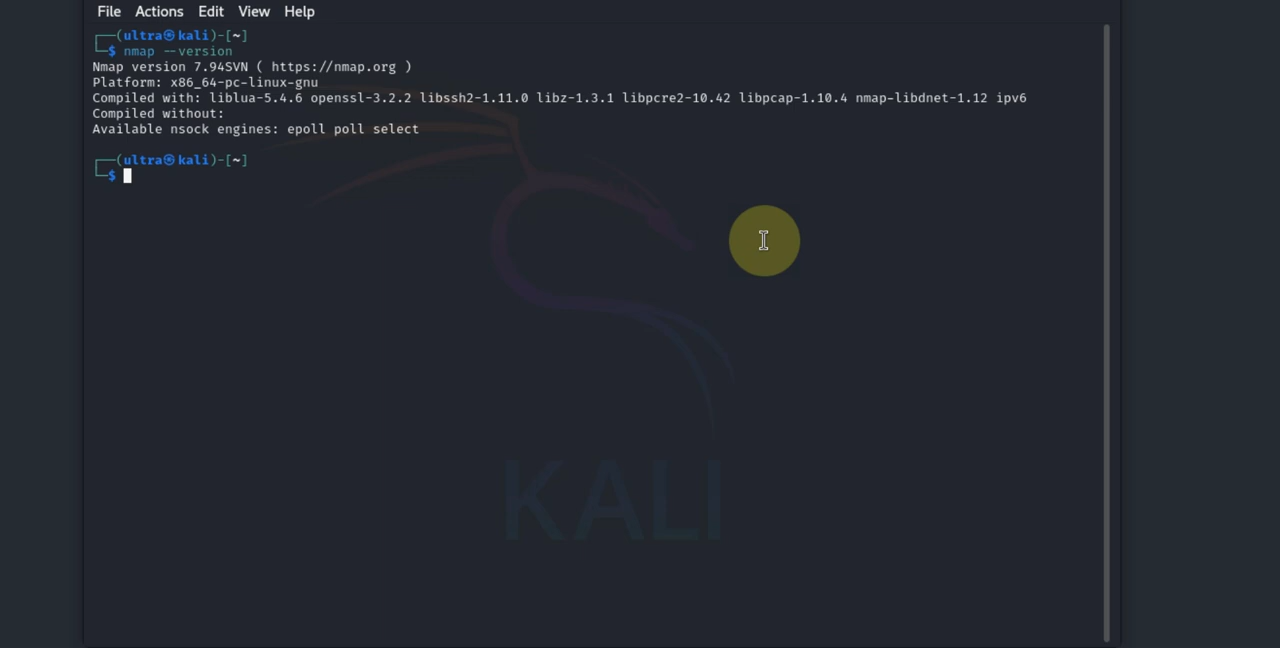 File Actions Edit View Help
┌──(ultra㉿kali)-[~]
└─$ nmap --version
Nmap version 7.94SVN ( https://nmap.org )
Platform: x86_64-pc-linux-gnu
Compiled with: liblua-5.4.6 openssl-3.2.2 libssh2-1.11.0 libz-1.3.1 libpcre2-10.42 libpcap-1.10.4 nmap-libdnet-1.12 ipv6
Compiled without:
Available nsock engines: epoll poll select
┌──(ultra㉿kali)-[~]
└─$
KALI